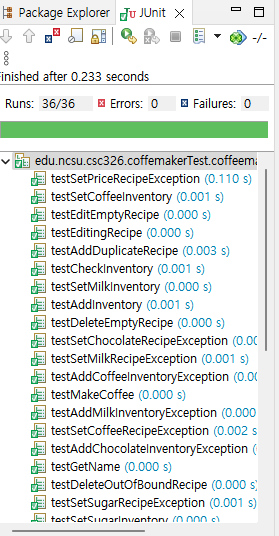 Package Explorer JUnit
Finished after 0.233 seconds
Runs: 36/36 Errors: 0 Failures: 0
edu.ncsu.csc326.coffemakerTest.coffeema
testSetPriceRecipeException (0.110 s)
testSetCoffeeInventory (0.001 s)
testEditEmptyRecipe (0.000 s)
testEditingRecipe (0.000 s)
testAddDuplicateRecipe (0.003 s)
testCheckInventory (0.001 s)
testSetMilkInventory (0.000 s)
testAddInventory (0.001 s)
testDeleteEmptyRecipe (0.000 s)
testSetChocolateRecipeException (0.00
testSetMilkRecipeException (0.001 s)
testAddCoffeeInventoryException (0.00
testMakeCoffee (0.000 s)
testAddMilkInventoryException (0.000
testSetCoffeeRecipeException (0.002 s
testAddChocolateInventoryException (
testGetName (0.000 s)
testDeleteOutOfBoundRecipe (0.000 s
testSetSugarRecipeException (0.001 s)
testSetSugarInventory (0.000 s)